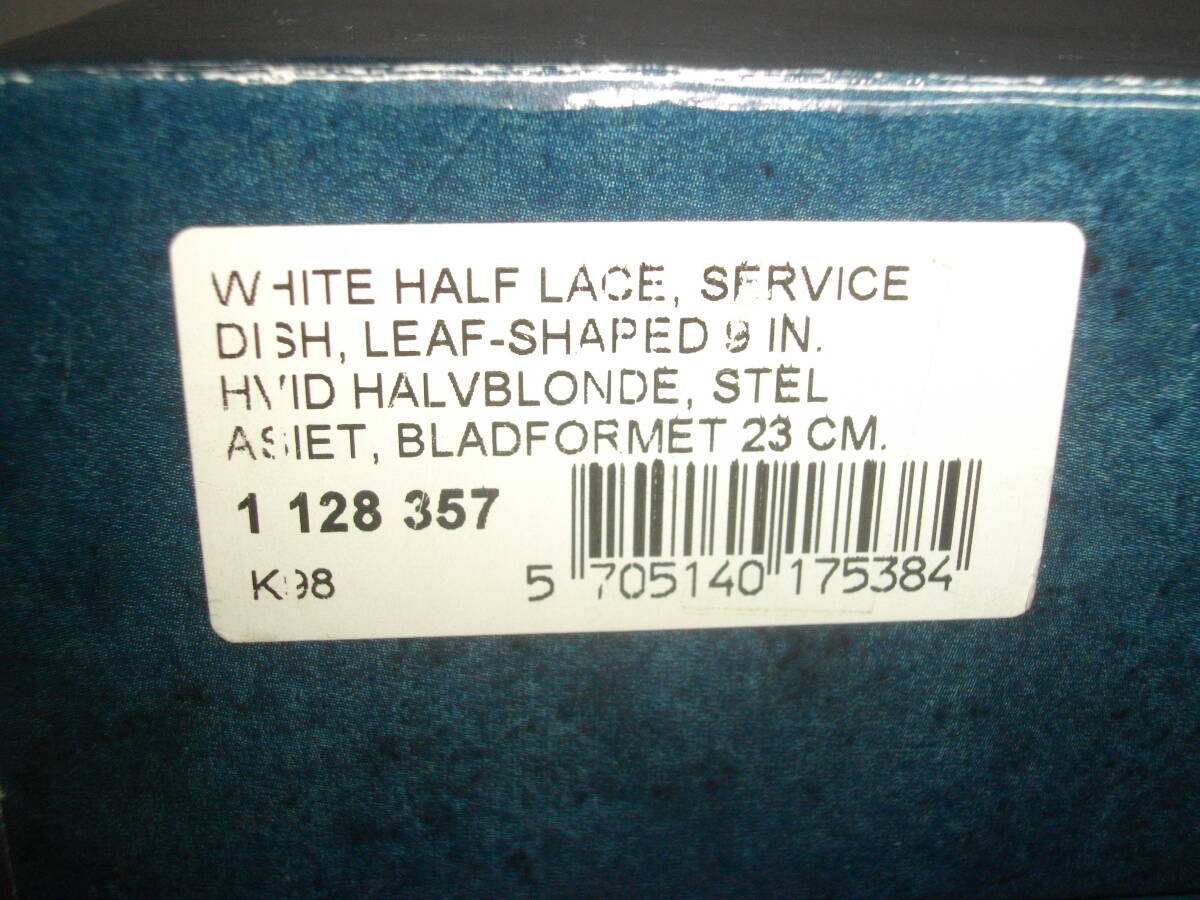 WHITE HALF LACE, SERVICE
DISH, LEAF-SHAPED 9 IN.
HVID HALVBLONDE, STEL
ASIET, BLADFORMET 23 CM.
1 128 357
K98
5 705140 175384